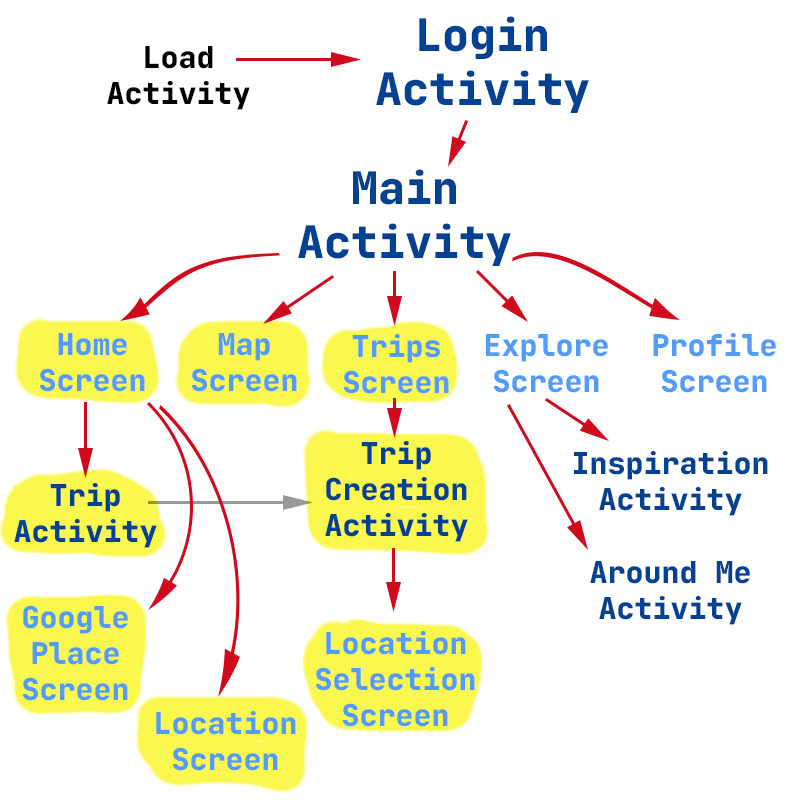 Load
Activity
Login
Activity
Main
Activity
Home
Screen
Map
Screen
Trips
Screen
Explore
Screen
Profile
Screen
Trip
Activity
Trip
Creation
Activity
Inspiration
Activity
Around Me
Activity
Google
Place
Screen
Location
Selection
Screen
Location
Screen